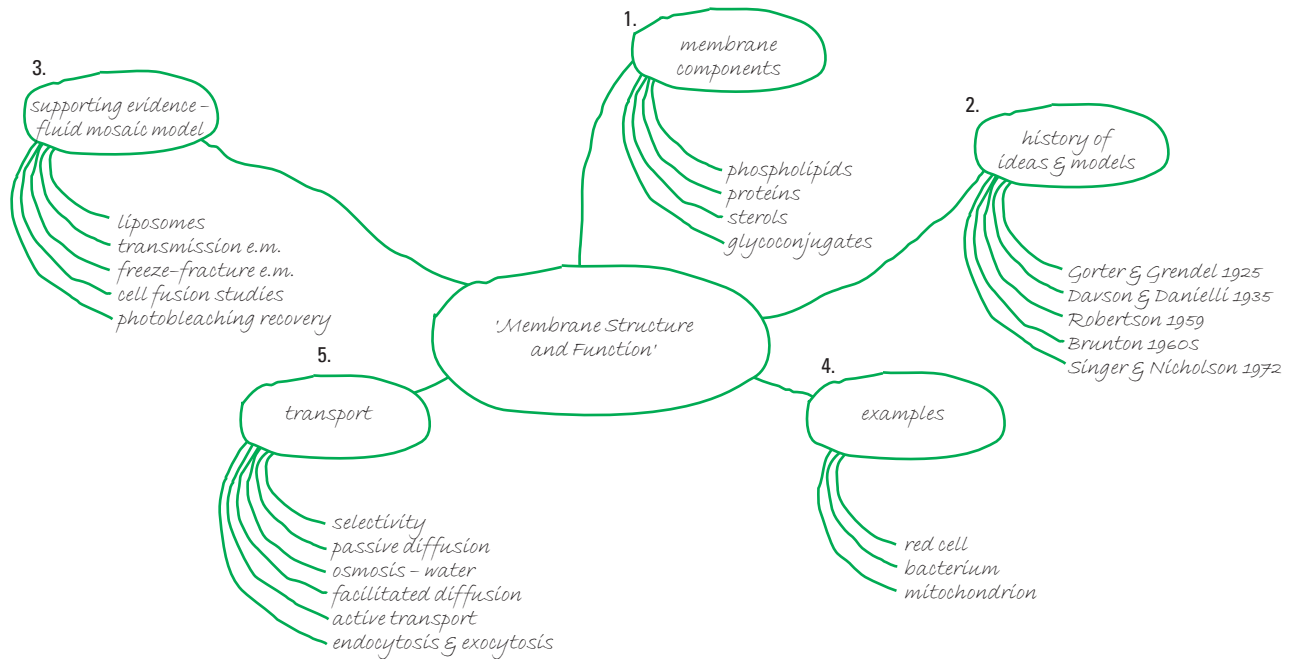 'Membrane Structure
and Function'
1.
membrane
components
phospholipids
proteins
sterols
glycoconjugates
2.
history of
ideas & models
Gorter & Grendel 1925
Davson & Danielli 1935
Robertson 1959
Brunton 1960s
Singer & Nicholson 1972
3.
supporting evidence –
fluid mosaic model
liposomes
transmission e.m.
freeze-fracture e.m.
cell fusion studies
photobleaching recovery
4.
examples
red cell
bacterium
mitochondrion
5.
transport
selectivity
passive diffusion
osmosis – water
facilitated diffusion
active transport
endocytosis & exocytosis